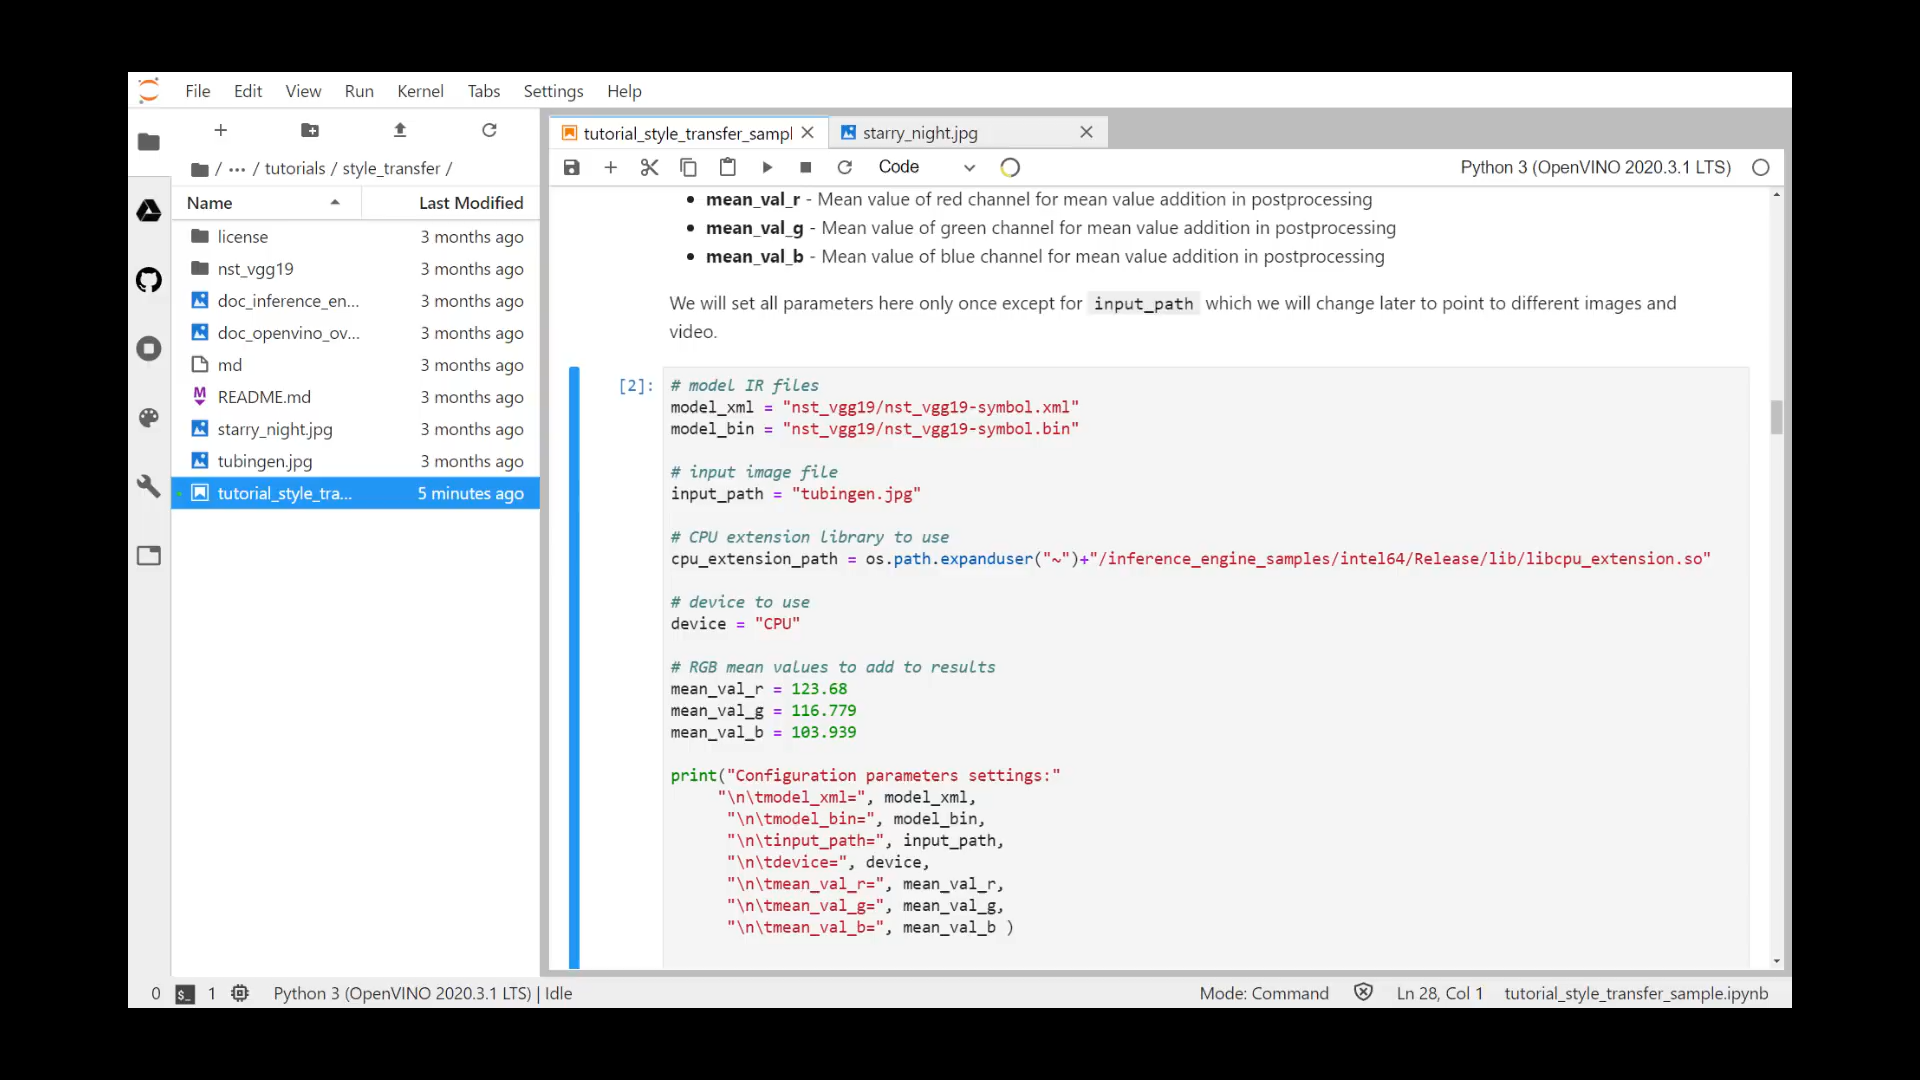 File Edit View Run Kernel Tabs Settings Help
/ ··· / tutorials / style_transfer /
Name Last Modified
license 3 months ago
nst_vgg19 3 months ago
doc_inference_en... 3 months ago
doc_openvino_ov... 3 months ago
md 3 months ago
README.md 3 months ago
starry_night.jpg 3 months ago
tubingen.jpg 3 months ago
tutorial_style_tra... 5 minutes ago
tutorial_style_transfer_sampl starry_night.jpg
Code Python 3 (OpenVINO 2020.3.1 LTS)
• mean_val_r - Mean value of red channel for mean value addition in postprocessing
• mean_val_g - Mean value of green channel for mean value addition in postprocessing
• mean_val_b - Mean value of blue channel for mean value addition in postprocessing
We will set all parameters here only once except for input_path which we will change later to point to different images and
video.
[2]: # model IR files
model_xml = "nst_vgg19/nst_vgg19-symbol.xml"
model_bin = "nst_vgg19/nst_vgg19-symbol.bin"
# input image file
input_path = "tubingen.jpg"
# CPU extension library to use
cpu_extension_path = os.path.expanduser("~")+"/inference_engine_samples/intel64/Release/lib/libcpu_extension.so"
# device to use
device = "CPU"
# RGB mean values to add to results
mean_val_r = 123.68
mean_val_g = 116.779
mean_val_b = 103.939
print("Configuration parameters settings:"
"\n\tmodel_xml=", model_xml,
"\n\tmodel_bin=", model_bin,
"\n\tinput_path=", input_path,
"\n\tdevice=", device,
"\n\tmean_val_r=", mean_val_r,
"\n\tmean_val_g=", mean_val_g,
"\n\tmean_val_b=", mean_val_b )
0 $_ 1 Python 3 (OpenVINO 2020.3.1 LTS) | Idle Mode: Command Ln 28, Col 1 tutorial_style_transfer_sample.ipynb